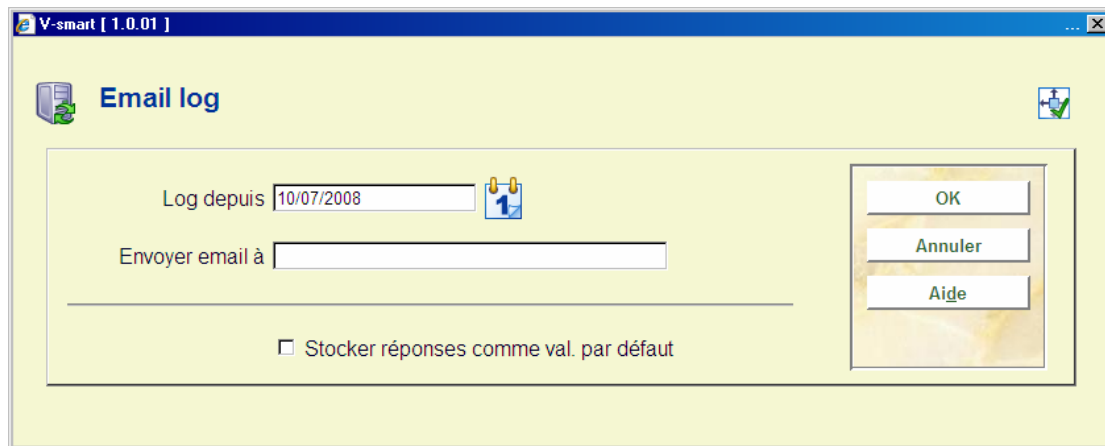 V-smart [ 1.0.01 ] ...
Email log
Log depuis 10/07/2008 1
Envoyer email à
Stocker réponses comme val. par défaut
OK
Annuler
Aide